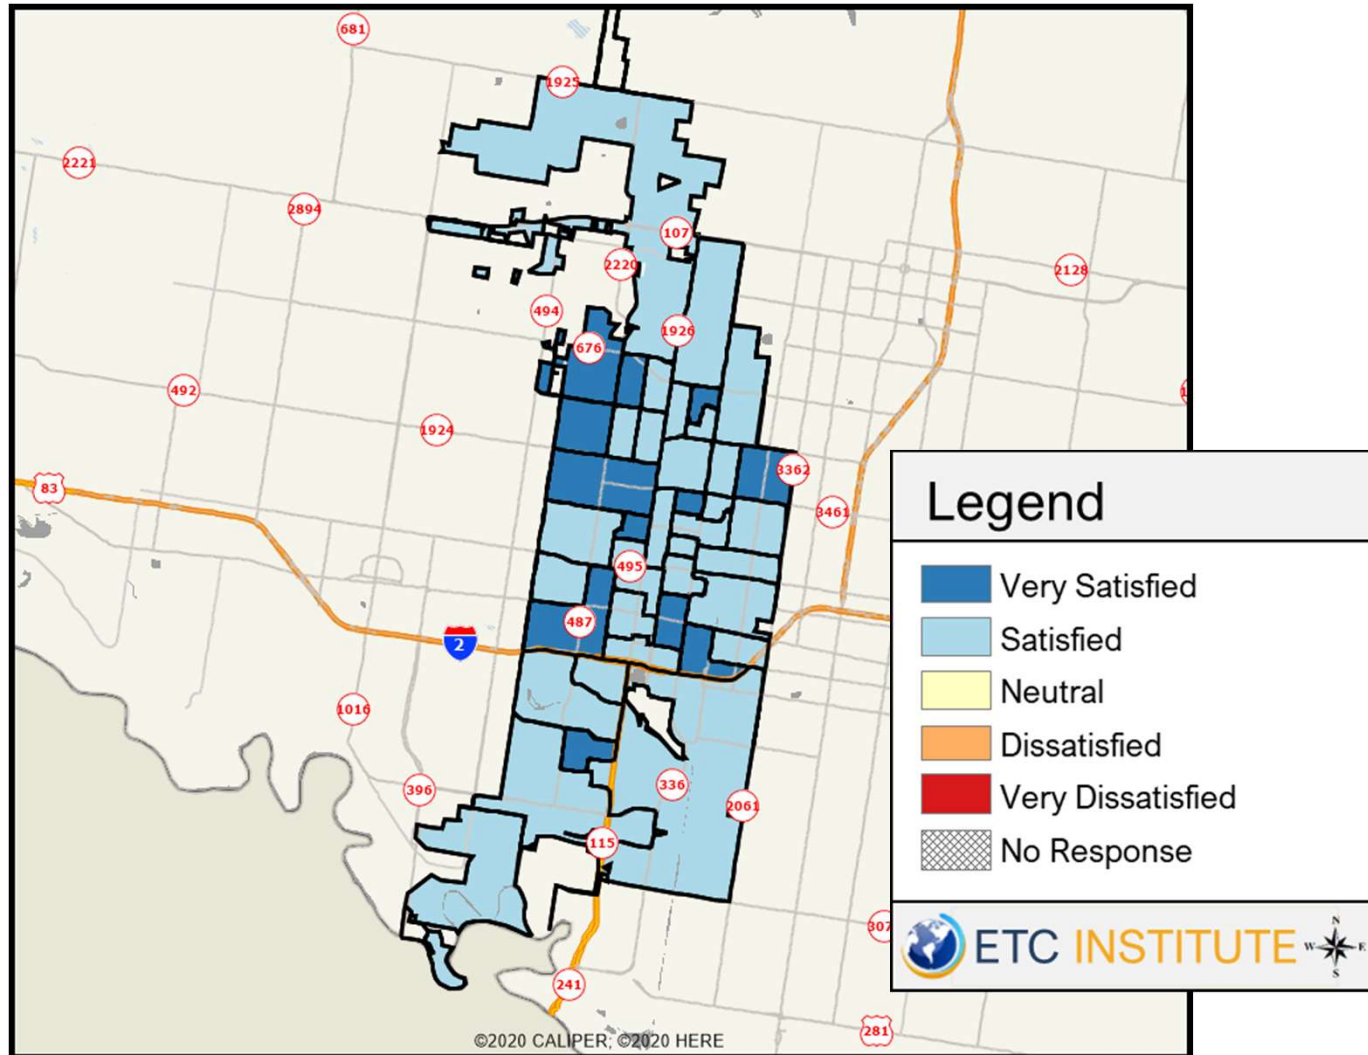 681
1925
2221
2894
107
2220
2128
494
1926
676
492
1924
3362
83
3461
495
487
2
1016
336
396
2061
115
307
241
281
Legend
Very Satisfied
Satisfied
Neutral
Dissatisfied
Very Dissatisfied
No Response
ETC INSTITUTE
N
W E
S
©2020 CALIPER; ©2020 HERE